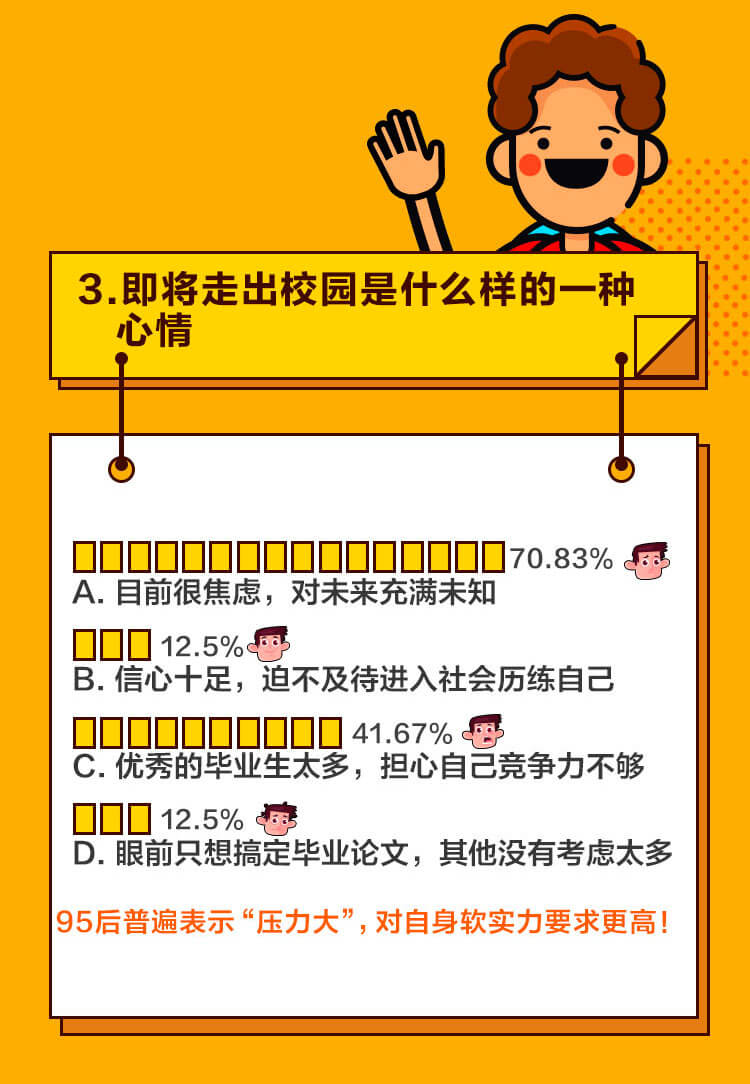 3.即将走出校园是什么样的一种
心情
70.83%
A. 目前很焦虑，对未来充满未知
12.5%
B. 信心十足，迫不及待进入社会历练自己
41.67%
C. 优秀的毕业生太多，担心自己竞争力不够
12.5%
D. 眼前只想搞定毕业论文，其他没有考虑太多
95后普遍表示“压力大”，对自身软实力要求更高！